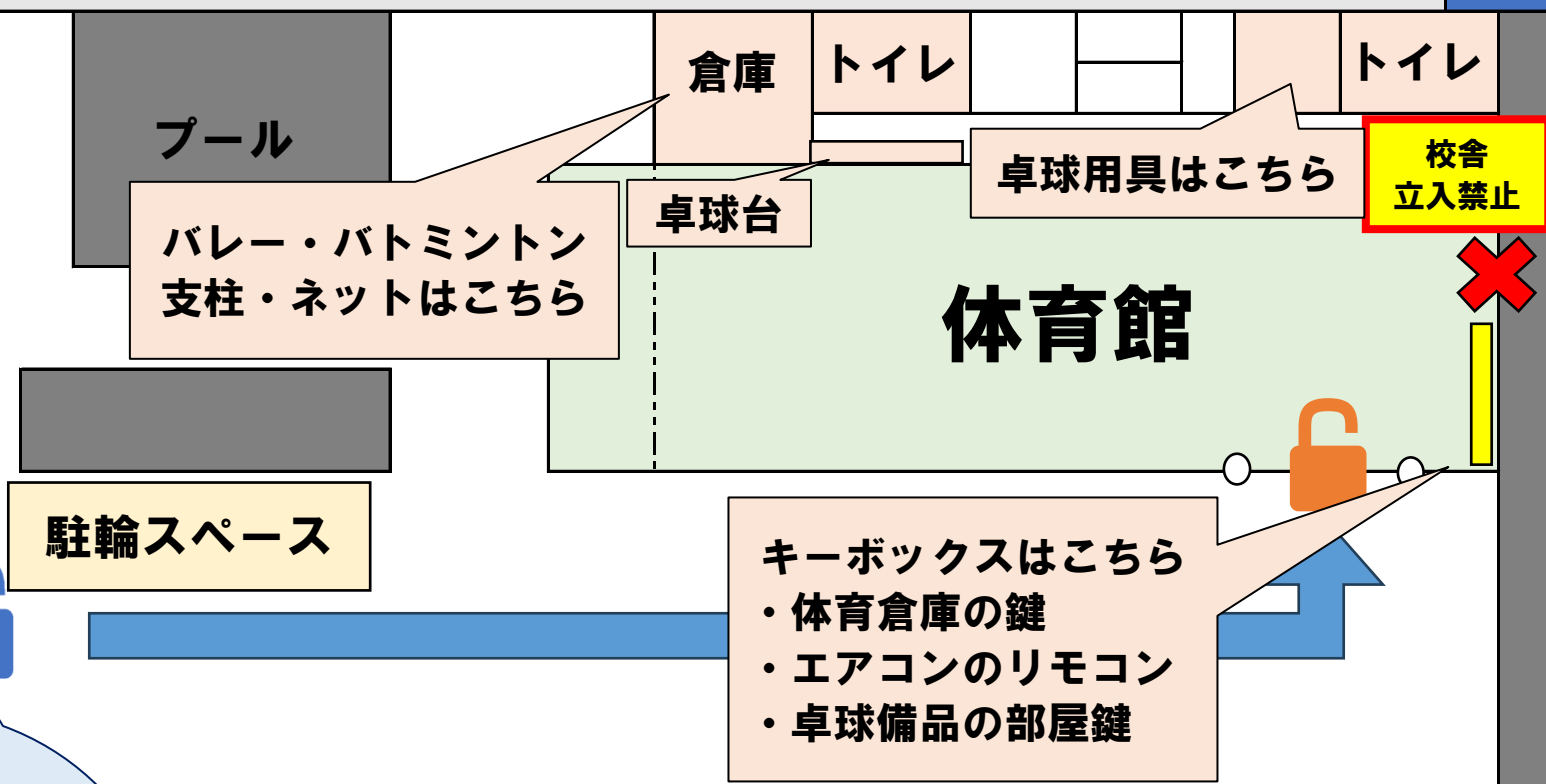 倉庫
トイレ
トイレ
プール
校舎
立入禁止
卓球用具はこちら
卓球台
バレー・バトミントン
支柱・ネットはこちら
体育館
駐輪スペース
キーボックスはこちら
・体育倉庫の鍵
・エアコンのリモコン
・卓球備品の部屋鍵